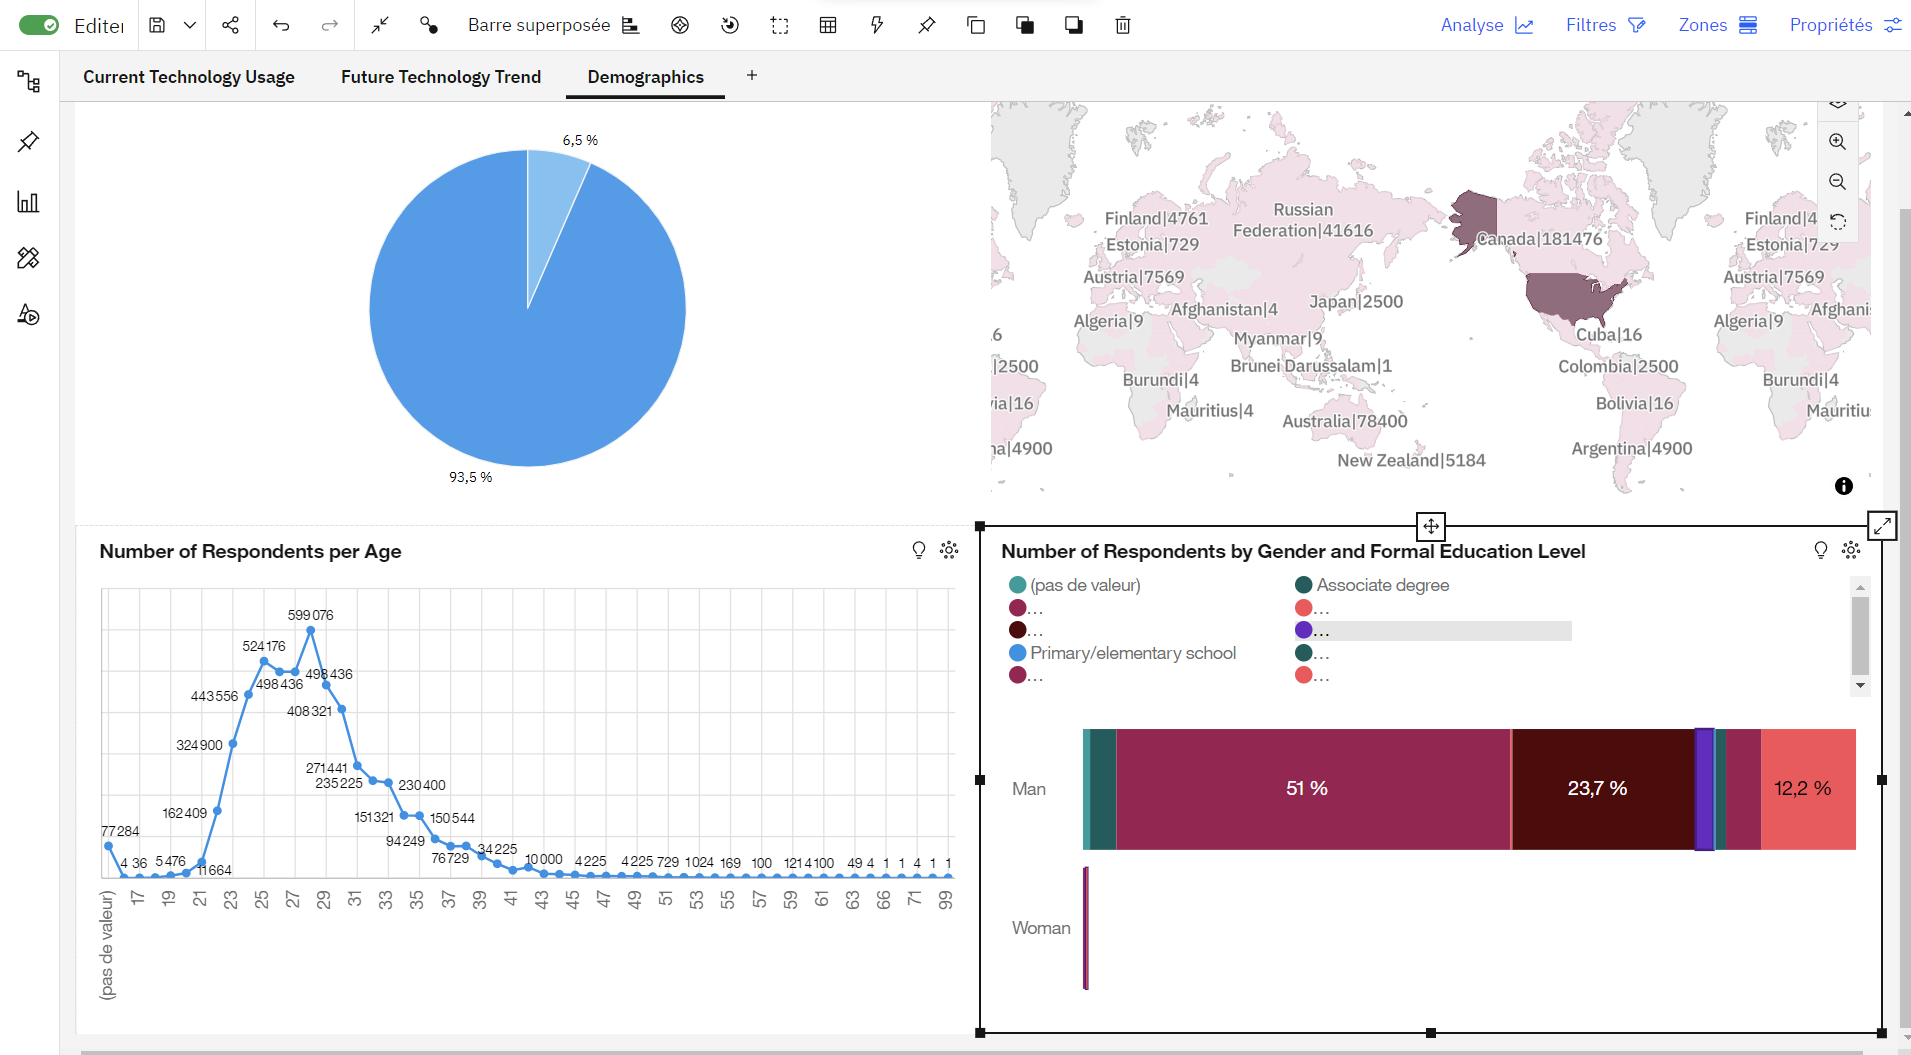 Editer
Barre superposée
Analyse
Filtres
Zones
Propriétés
Current Technology Usage
Future Technology Trend
Demographics
+
6,5 %
93,5 %
Finland|4761
Russian
Federation|41616
Estonia|729
Austria|7569
Japan|2500
Afghanistan|4
Algeria|9
Myanmar|9
Brunei Darussalam|1
Burundi|4
Mauritius|4
Australia|78400
New Zealand|5184
Canada|181476
Cuba|16
Colombia|2500
Bolivia|16
Argentina|4900
Finland|4
Estonia|729
Austria|7569
Afghani
Algeria|9
Burundi|4
Mauritiu
6
|2500
via|16
na|4900
Number of Respondents per Age
599 076
524 176
498 436
498 436
443 556
408 321
324 900
271 441
235 225
230 400
162 409
151 321
150 544
94 249
77 284
76 729
34 225
4 36 5 476
11 664
10 000 4 225 4 225 729 1 024 169 100 121 4 100 49 4 1 1 4 1 1
(pas de valeur) 17 19 21 23 25 27 29 31 33 35 37 39 41 43 45 47 49 51 53 55 57 59 61 63 66 71 99
Number of Respondents by Gender and Formal Education Level
(pas de valeur)
Associate degree
...
...
...
...
Primary/elementary school
...
...
...
Man
51 %
23,7 %
12,2 %
Woman